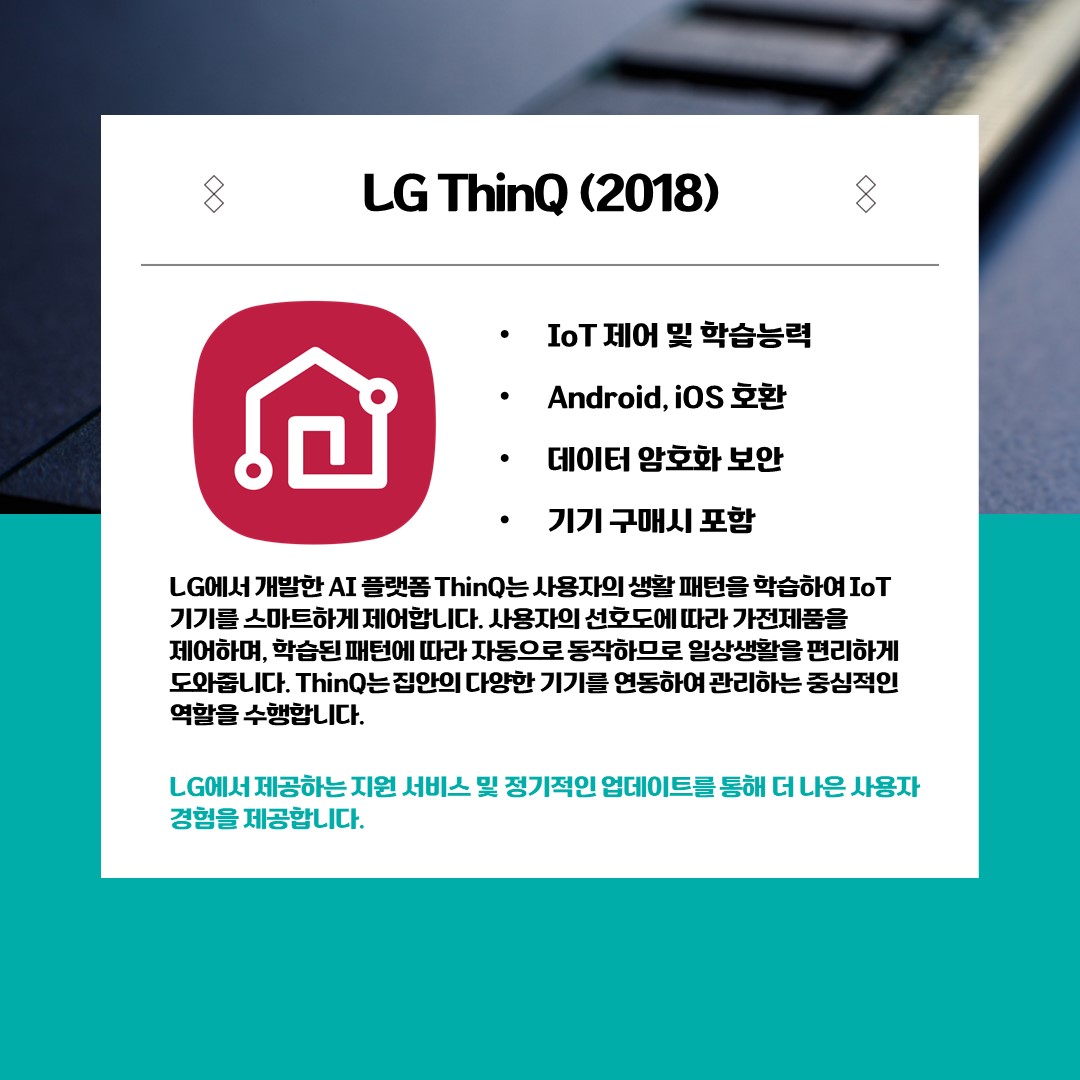 LG ThinQ (2018)
• IoT 제어 및 학습능력
• Android, iOS 호환
• 데이터 암호화 보안
• 기기 구매시 포함
LG에서 개발한 AI 플랫폼 ThinQ는 사용자의 생활 패턴을 학습하여 IoT
기기를 스마트하게 제어합니다. 사용자의 선호도에 따라 가전제품을
제어하며, 학습된 패턴에 따라 자동으로 동작하므로 일상생활을 편리하게
도와줍니다. ThinQ는 집안의 다양한 기기를 연동하여 관리하는 중심적인
역할을 수행합니다.
LG에서 제공하는 지원 서비스 및 정기적인 업데이트를 통해 더 나은 사용자
경험을 제공합니다.